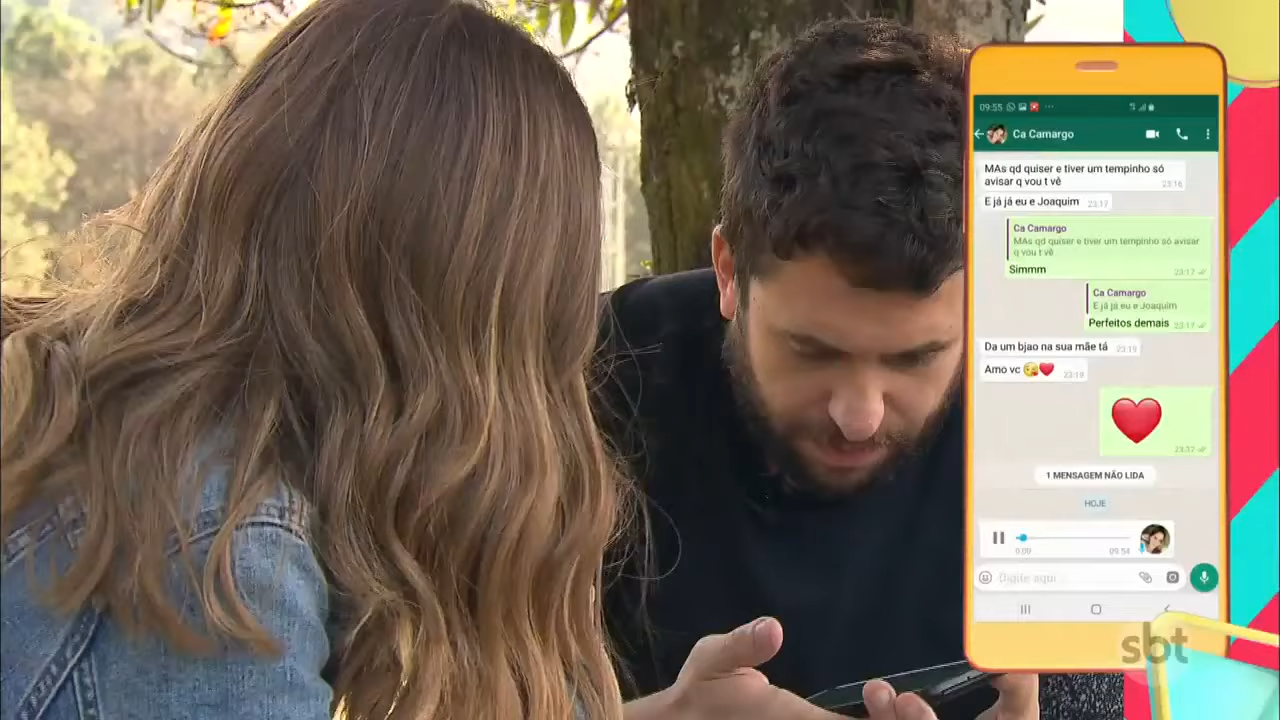 09:55
Ca Camargo
MAs qd quiser e tiver um tempinho só
avisar q vou t vê
23:16
E já já eu e Joaquim 23:17
Ca Camargo
MAs qd quiser e tiver um tempinho só avisar
q vou t vê
Simmm 23:17
Ca Camargo
E já já eu e Joaquim
Perfeitos demais 23:17
Da um bjao na sua mãe tá 23:19
Amo vc 23:19
23:37
1 MENSAGEM NÃO LIDA
HOJE
0:00 09:54
Digite aqui...
sbt